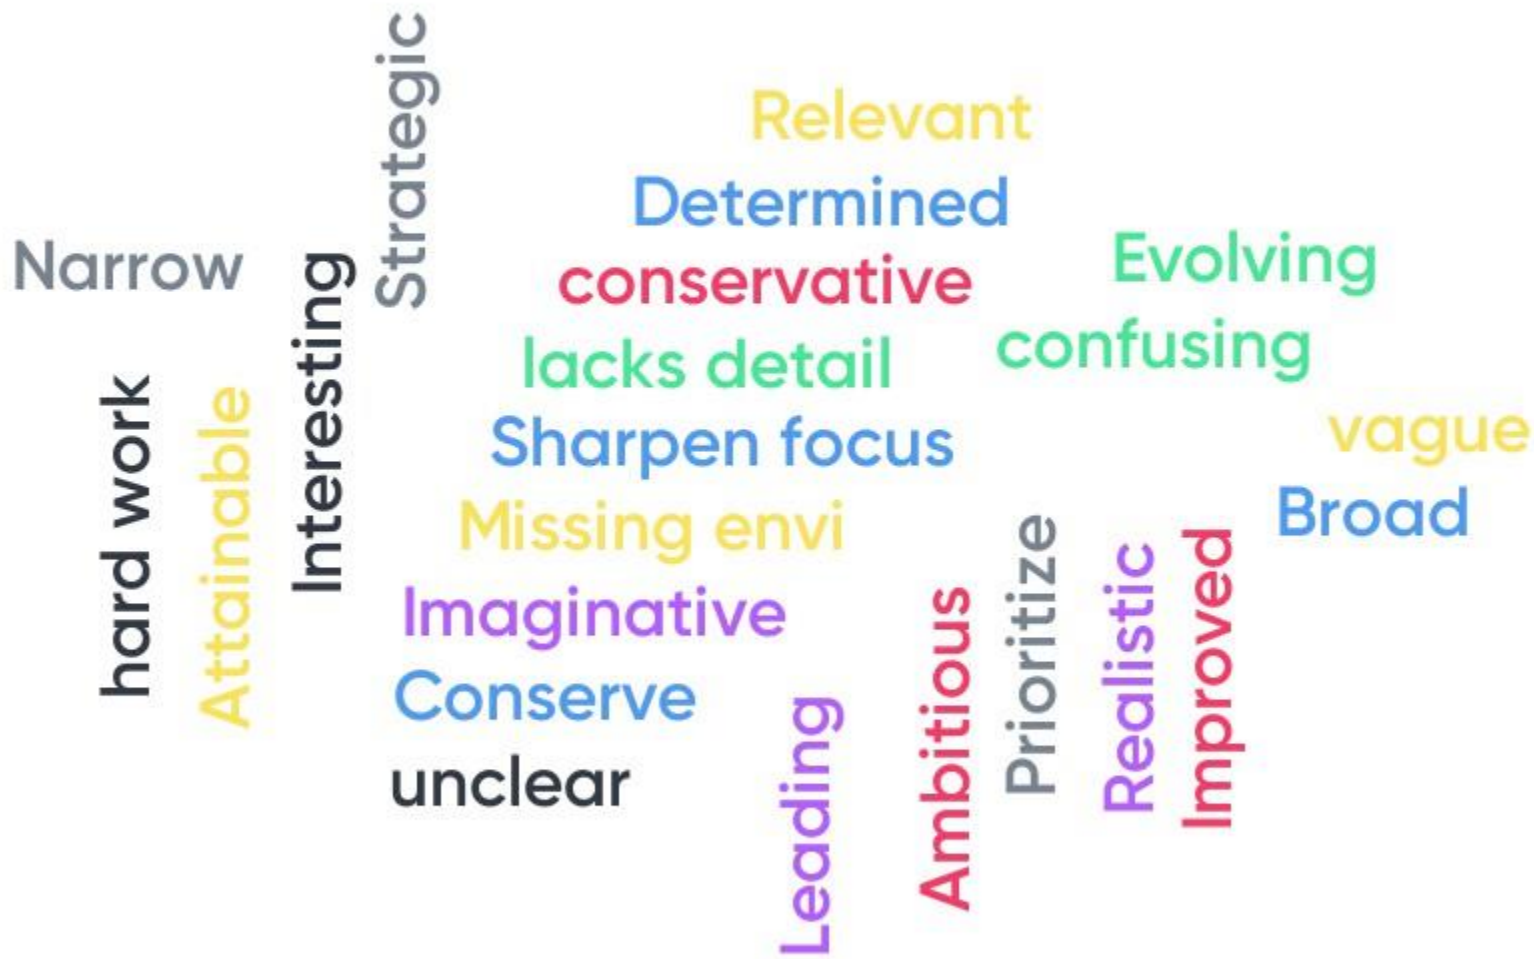 Strategic
Relevant
Determined
Narrow
Interesting
conservative
Evolving
lacks detail
confusing
hard work
Attainable
Sharpen focus
vague
Missing envi
Broad
Imaginative
Ambitious
Prioritize
Realistic
Improved
Conserve
unclear
Leading